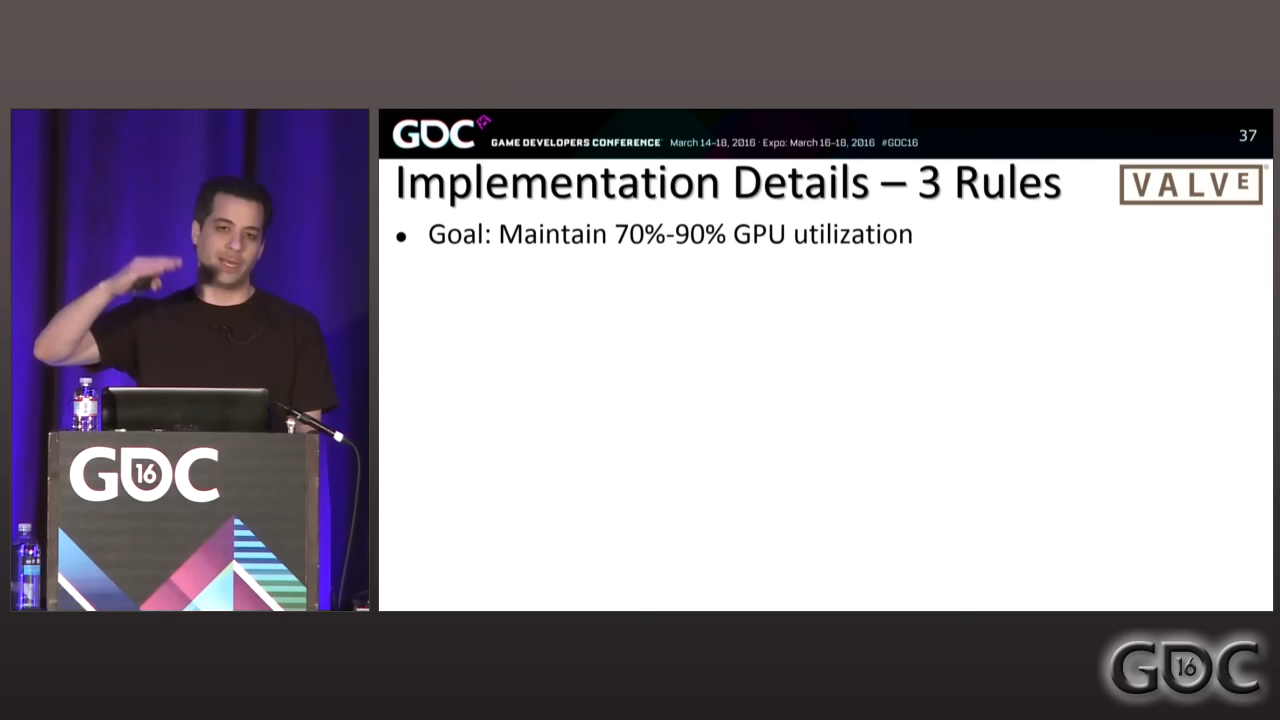 GDC
GAME DEVELOPERS CONFERENCE March 14-18, 2016 · Expo: March 16-18, 2016 #GDC16
37
Implementation Details – 3 Rules
VALVE
• Goal: Maintain 70%-90% GPU utilization
GDC
16
GDC
16